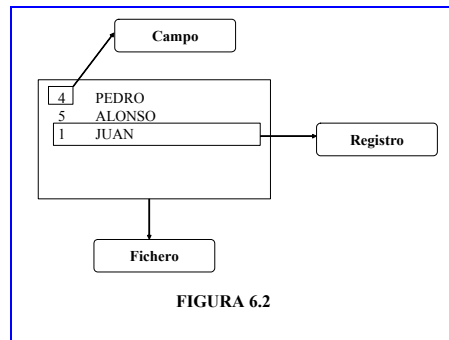 Campo
4 PEDRO
5 ALONSO
1 JUAN
Registro
Fichero
FIGURA 6.2